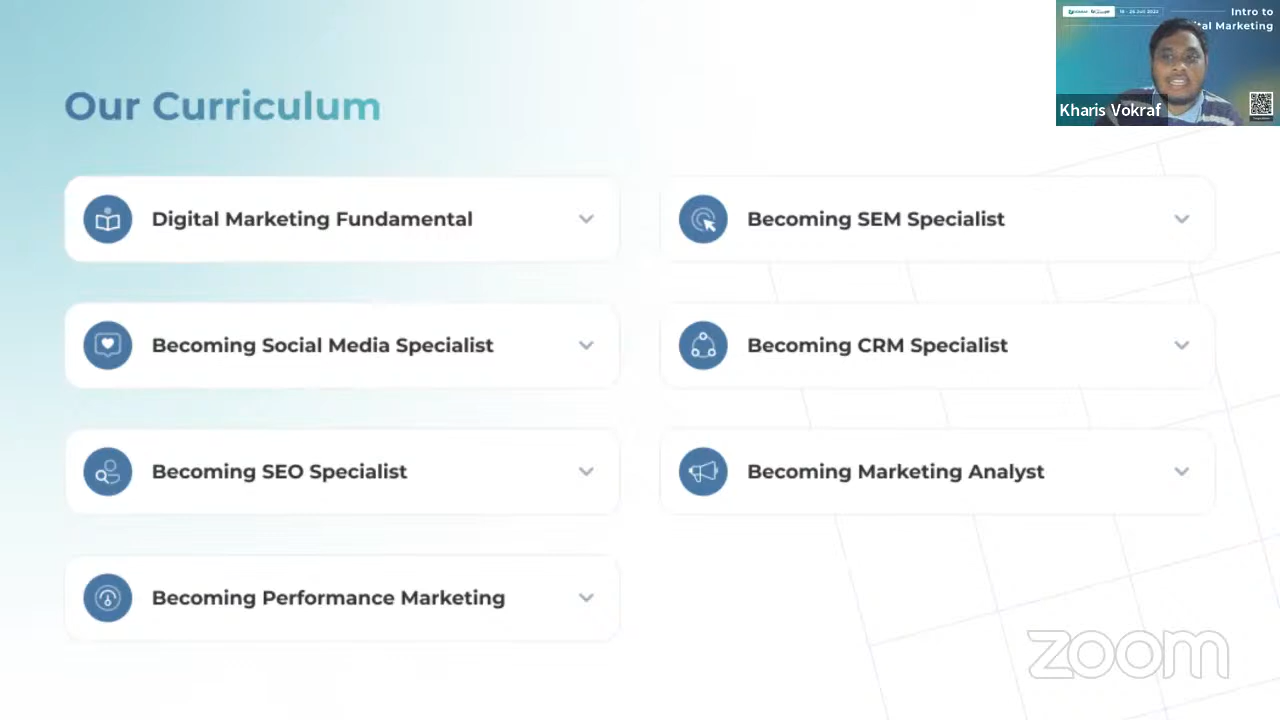 Our Curriculum
Digital Marketing Fundamental
Becoming Social Media Specialist
Becoming SEO Specialist
Becoming Performance Marketing
Becoming SEM Specialist
Becoming CRM Specialist
Becoming Marketing Analyst
Intro to
tal Marketing
Kharis Vokraf
zoom